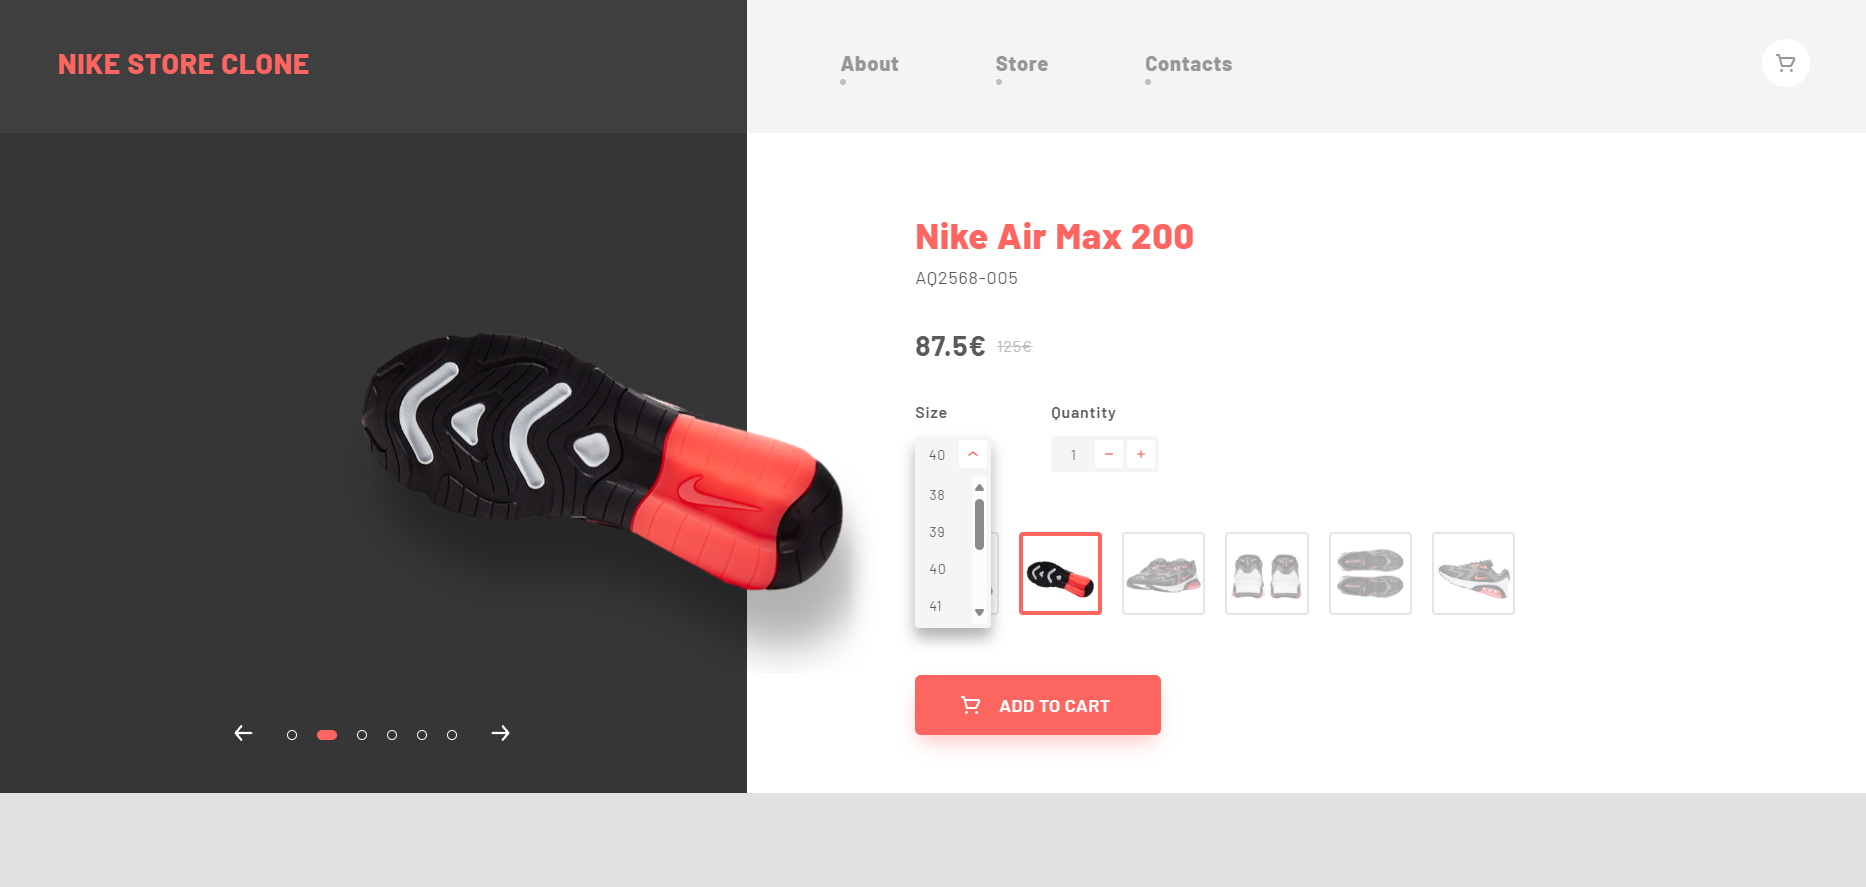 NIKE STORE CLONE
About
Store
Contacts
Nike Air Max 200
AQ2568-005
87.5€ 125€
Size
Quantity
40
1
38
39
40
41
ADD TO CART